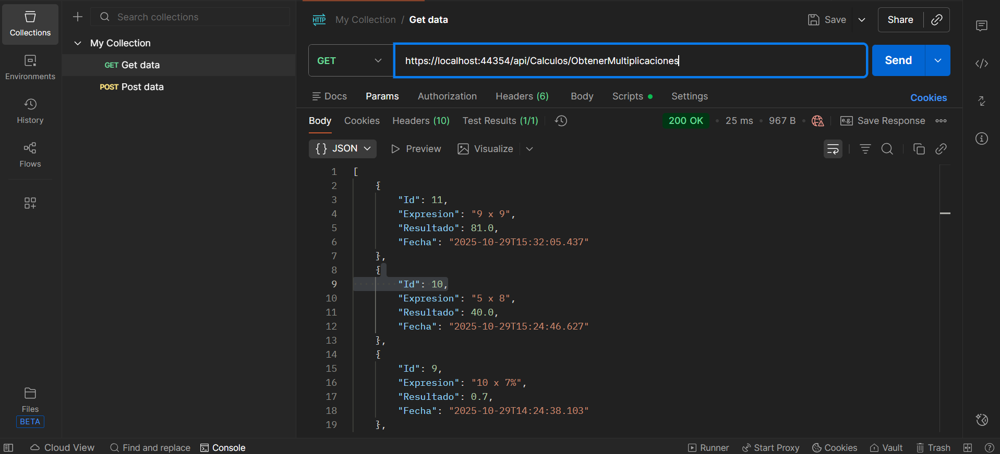 Collections
Environments
History
Flows
Files
BETA
Search collections
My Collection
GET Get data
POST Post data
HTTP My Collection / Get data
Save
Share
GET
https://localhost:44354/api/Calculos/ObtenerMultiplicaciones
Send
Docs Params Authorization Headers (6) Body Scripts Settings
Cookies
Body Cookies Headers (10) Test Results (1/1)
200 OK • 25 ms • 967 B • e.g. Save Response
{} JSON Preview Visualize
1 [
2 {
3 "Id": 11,
4 "Expresion": "9 x 9",
5 "Resultado": 81.0,
6 "Fecha": "2025-10-29T15:32:05.437"
7 },
8 {
9 "Id": 10,
10 "Expresion": "5 x 8",
11 "Resultado": 40.0,
12 "Fecha": "2025-10-29T15:24:46.627"
13 },
14 {
15 "Id": 9,
16 "Expresion": "10 x 7%",
17 "Resultado": 0.7,
18 "Fecha": "2025-10-29T14:24:38.103"
19 },
Cloud View Find and replace Console
Runner Start Proxy Cookies Vault Trash